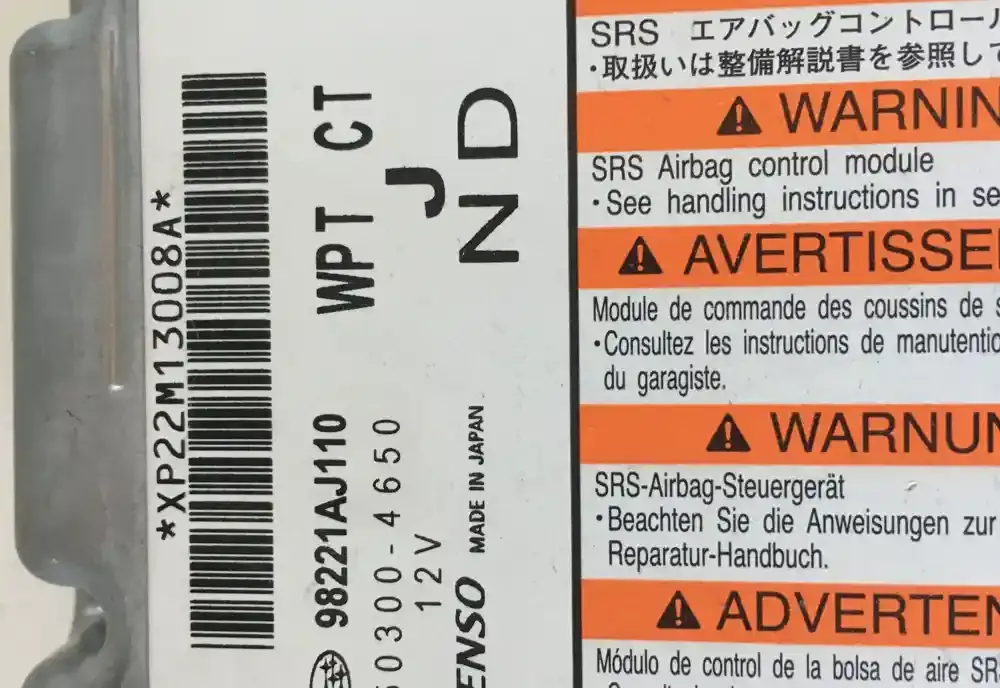 *XP22M13008A*
98221AJ110 WPT CT
0300-4650 J
12V
ENSO MADE IN JAPAN ND
SRS エアバッグコントロール
・取扱いは整備解説書を参照して
WARNIN
SRS Airbag control module
・See handling instructions in se
AVERTISSE
Module de commande des coussins de s
・Consultez les instructions de manutentio
du garagiste.
WARNUN
SRS-Airbag-Steuergerät
・Beachten Sie die Anweisungen zur
Reparatur-Handbuch.
ADVERTEN
Módulo de control de la bolsa de aire SR